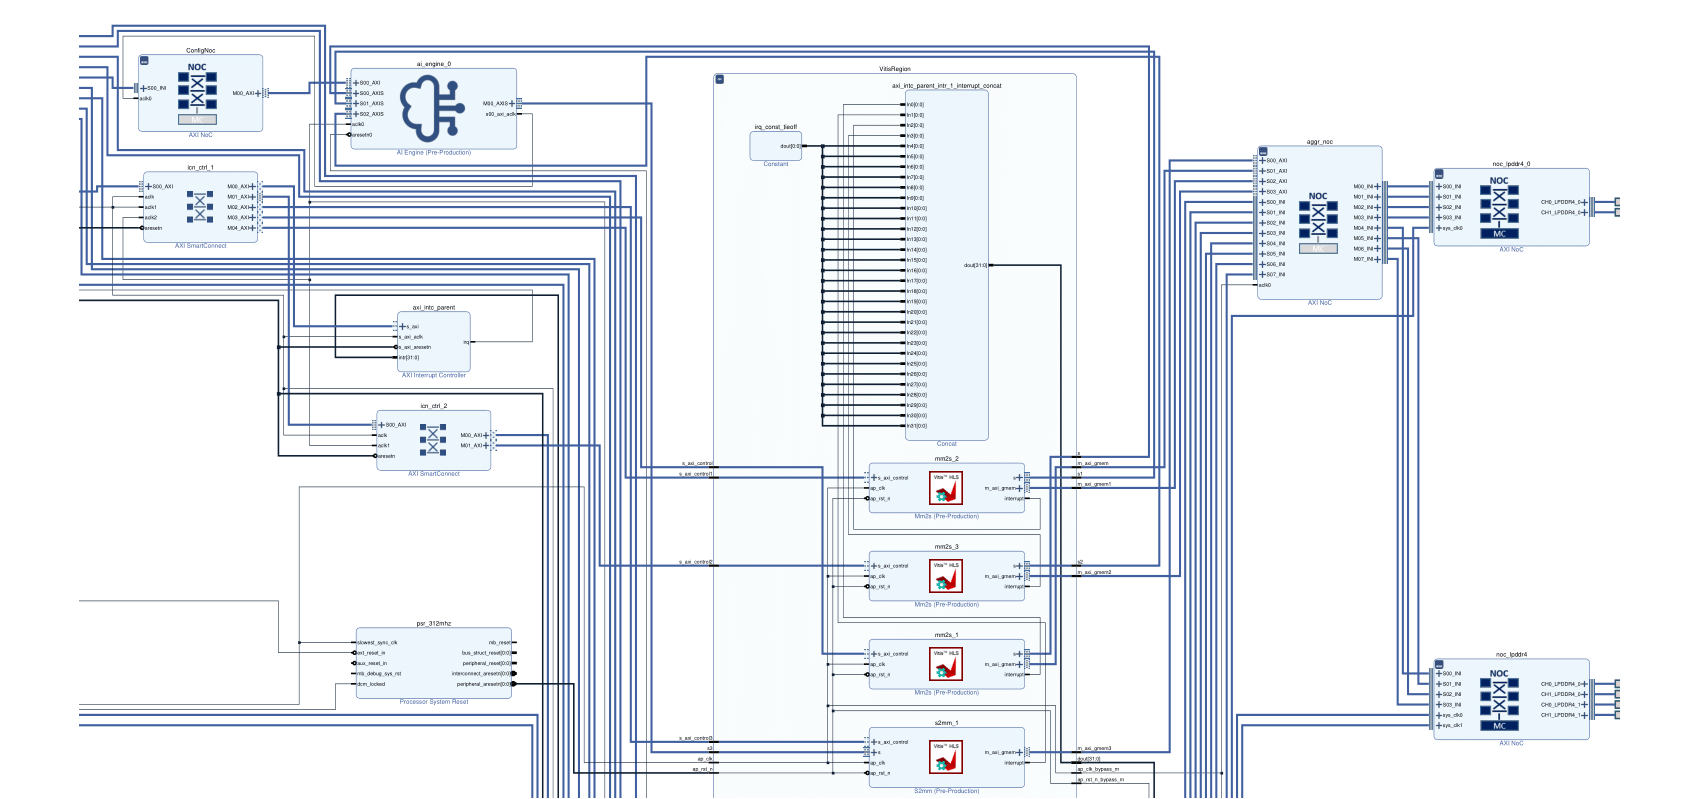 ConfigNoc
NOC
S00_INI
aclk0
M00_AXI
MC
AXI NoC
ai_engine_0
S00_AXI
S00_AXIS
S01_AXIS
S02_AXIS
aclk0
aresetn0
M00_AXIS
s00_axi_aclk
AI Engine (Pre-Production)
icn_ctrl_1
S00_AXI
aclk
aclk1
aclk2
aresetn
M00_AXI
M01_AXI
M02_AXI
M03_AXI
M04_AXI
AXI SmartConnect
axi_intc_parent
s_axi
s_axi_aclk
s_axi_aresetn
intr[31:0]
irq
AXI Interrupt Controller
icn_ctrl_2
S00_AXI
aclk
aclk1
aresetn
M00_AXI
M01_AXI
AXI SmartConnect
psr_312mhz
slowest_sync_clk
ext_reset_in
aux_reset_in
mb_debug_sys_rst
dcm_locked
mb_reset
bus_struct_reset[0:0]
peripheral_reset[0:0]
interconnect_aresetn[0:0]
peripheral_aresetn[0:0]
Processor System Reset
VitisRegion
irq_const_tieoff
dout[0:0]
Constant
axi_intc_parent_intr_1_interrupt_concat
In0[0:0]
In1[0:0]
In2[0:0]
In3[0:0]
In4[0:0]
In5[0:0]
In6[0:0]
In7[0:0]
In8[0:0]
In9[0:0]
In10[0:0]
In11[0:0]
In12[0:0]
In13[0:0]
In14[0:0]
In15[0:0]
In16[0:0]
In17[0:0]
In18[0:0]
In19[0:0]
In20[0:0]
In21[0:0]
In22[0:0]
In23[0:0]
In24[0:0]
In25[0:0]
In26[0:0]
In27[0:0]
In28[0:0]
In29[0:0]
In30[0:0]
In31[0:0]
dout[31:0]
Concat
s_axi_control
s_axi_control1
s_axi_control2
s_axi_control3
s3
ap_clk
ap_rst_n
mm2s_2
s_axi_control
ap_clk
ap_rst_n
Vitis™ HLS
s
m_axi_gmem
interrupt
Mm2s (Pre-Production)
mm2s_3
s_axi_control
ap_clk
ap_rst_n
Vitis™ HLS
s
m_axi_gmem
interrupt
Mm2s (Pre-Production)
mm2s_1
s_axi_control
ap_clk
ap_rst_n
Vitis™ HLS
s
m_axi_gmem
interrupt
Mm2s (Pre-Production)
s2mm_1
s_axi_control
s
ap_clk
ap_rst_n
Vitis™ HLS
m_axi_gmem
interrupt
S2mm (Pre-Production)
s
m_axi_gmem
s1
m_axi_gmem1
s2
m_axi_gmem2
m_axi_gmem3
dout[31:0]
ap_clk_bypass_m
ap_rst_n_bypass_m
aggr_noc
S00_AXI
S01_AXI
S02_AXI
S03_AXI
S00_INI
S01_INI
S02_INI
S03_INI
S04_INI
S05_INI
S06_INI
S07_INI
aclk0
NOC
MC
M00_INI
M01_INI
M02_INI
M03_INI
M04_INI
M05_INI
M06_INI
M07_INI
AXI NoC
noc_lpddr4_0
S00_INI
S01_INI
S02_INI
S03_INI
sys_clk0
NOC
MC
CH0_LPDDR4_0
CH1_LPDDR4_0
AXI NoC
noc_lpddr4
S00_INI
S01_INI
S02_INI
S03_INI
sys_clk0
sys_clk1
NOC
MC
CH0_LPDDR4_0
CH1_LPDDR4_0
CH0_LPDDR4_1
CH1_LPDDR4_1
AXI NoC